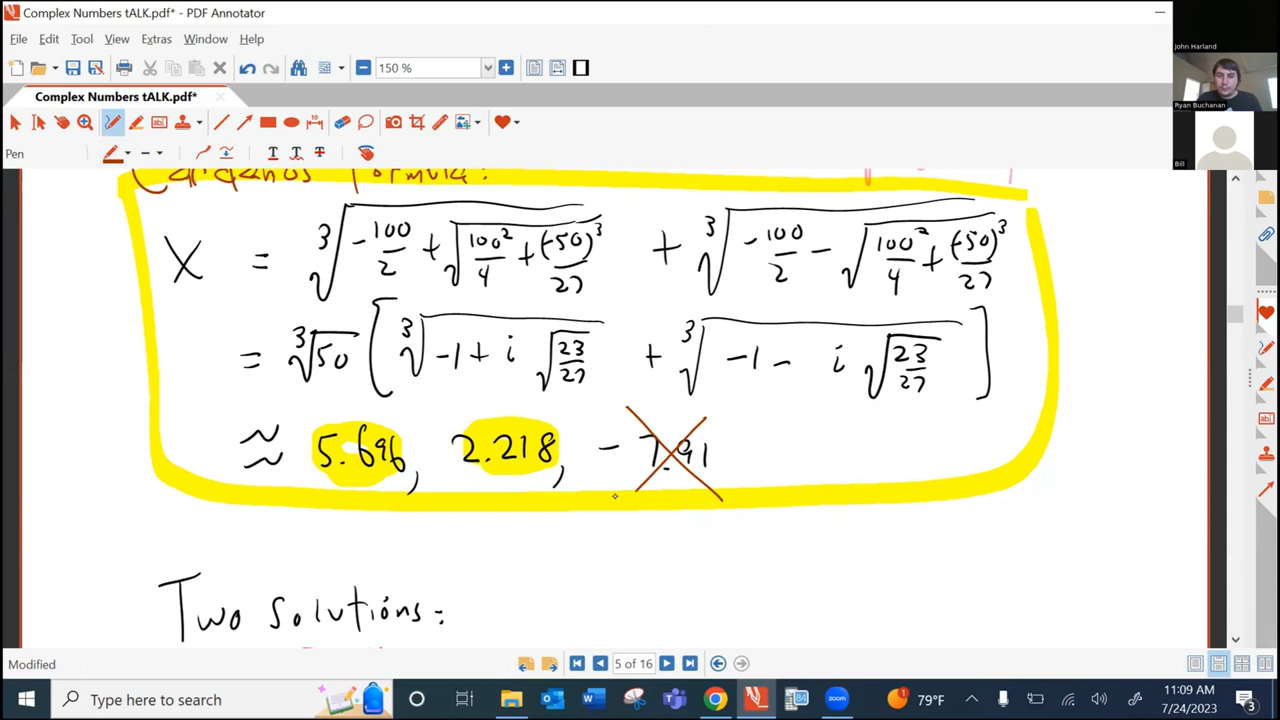 Complex Numbers tALK.pdf* - PDF Annotator
File Edit Tool View Extras Window Help
150 %
Complex Numbers tALK.pdf*
Pen
John Harland
Ryan Buchanan
Bill
formula:
X = ∛(-100/2 + √(100²/4 + (-50)³/27)) + ∛(-100/2 - √(100²/4 + (-50)³/27))
= ∛50 [ ∛(-1 + i √(23/27)) + ∛(-1 - i √(23/27)) ]
≈ 5.696, 2.218, - 7.91
Two solutions:
Modified
5 of 16
Type here to search
79°F
11:09 AM
7/24/2023
3